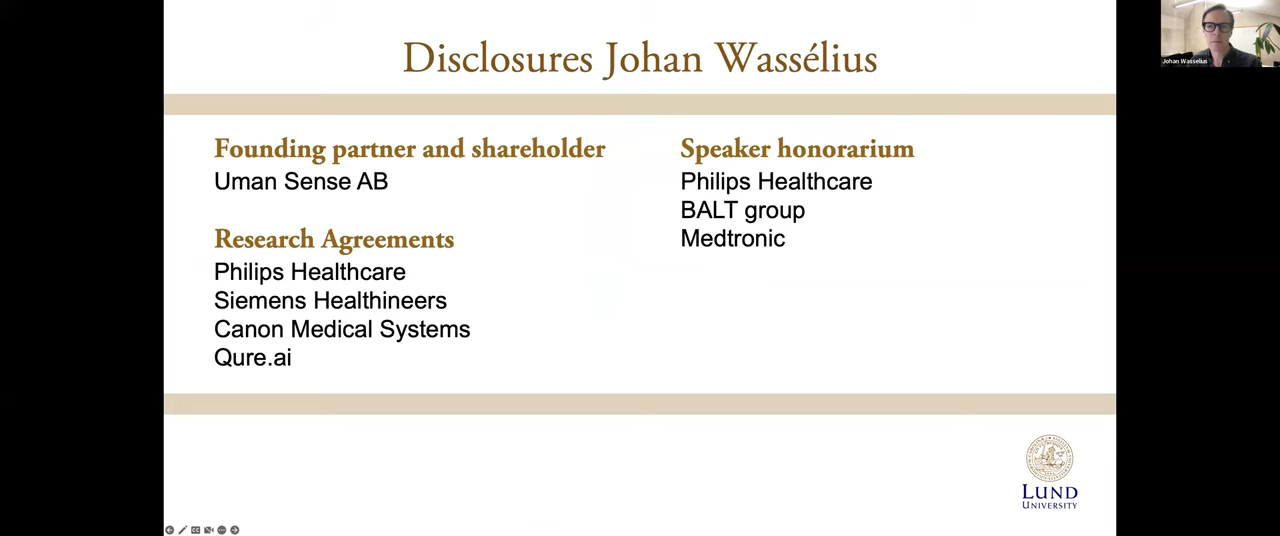 Disclosures Johan Wassélius
Johan Wasselius
Founding partner and shareholder
Uman Sense AB
Research Agreements
Philips Healthcare
Siemens Healthineers
Canon Medical Systems
Qure.ai
Speaker honorarium
Philips Healthcare
BALT group
Medtronic
LUND
UNIVERSITY